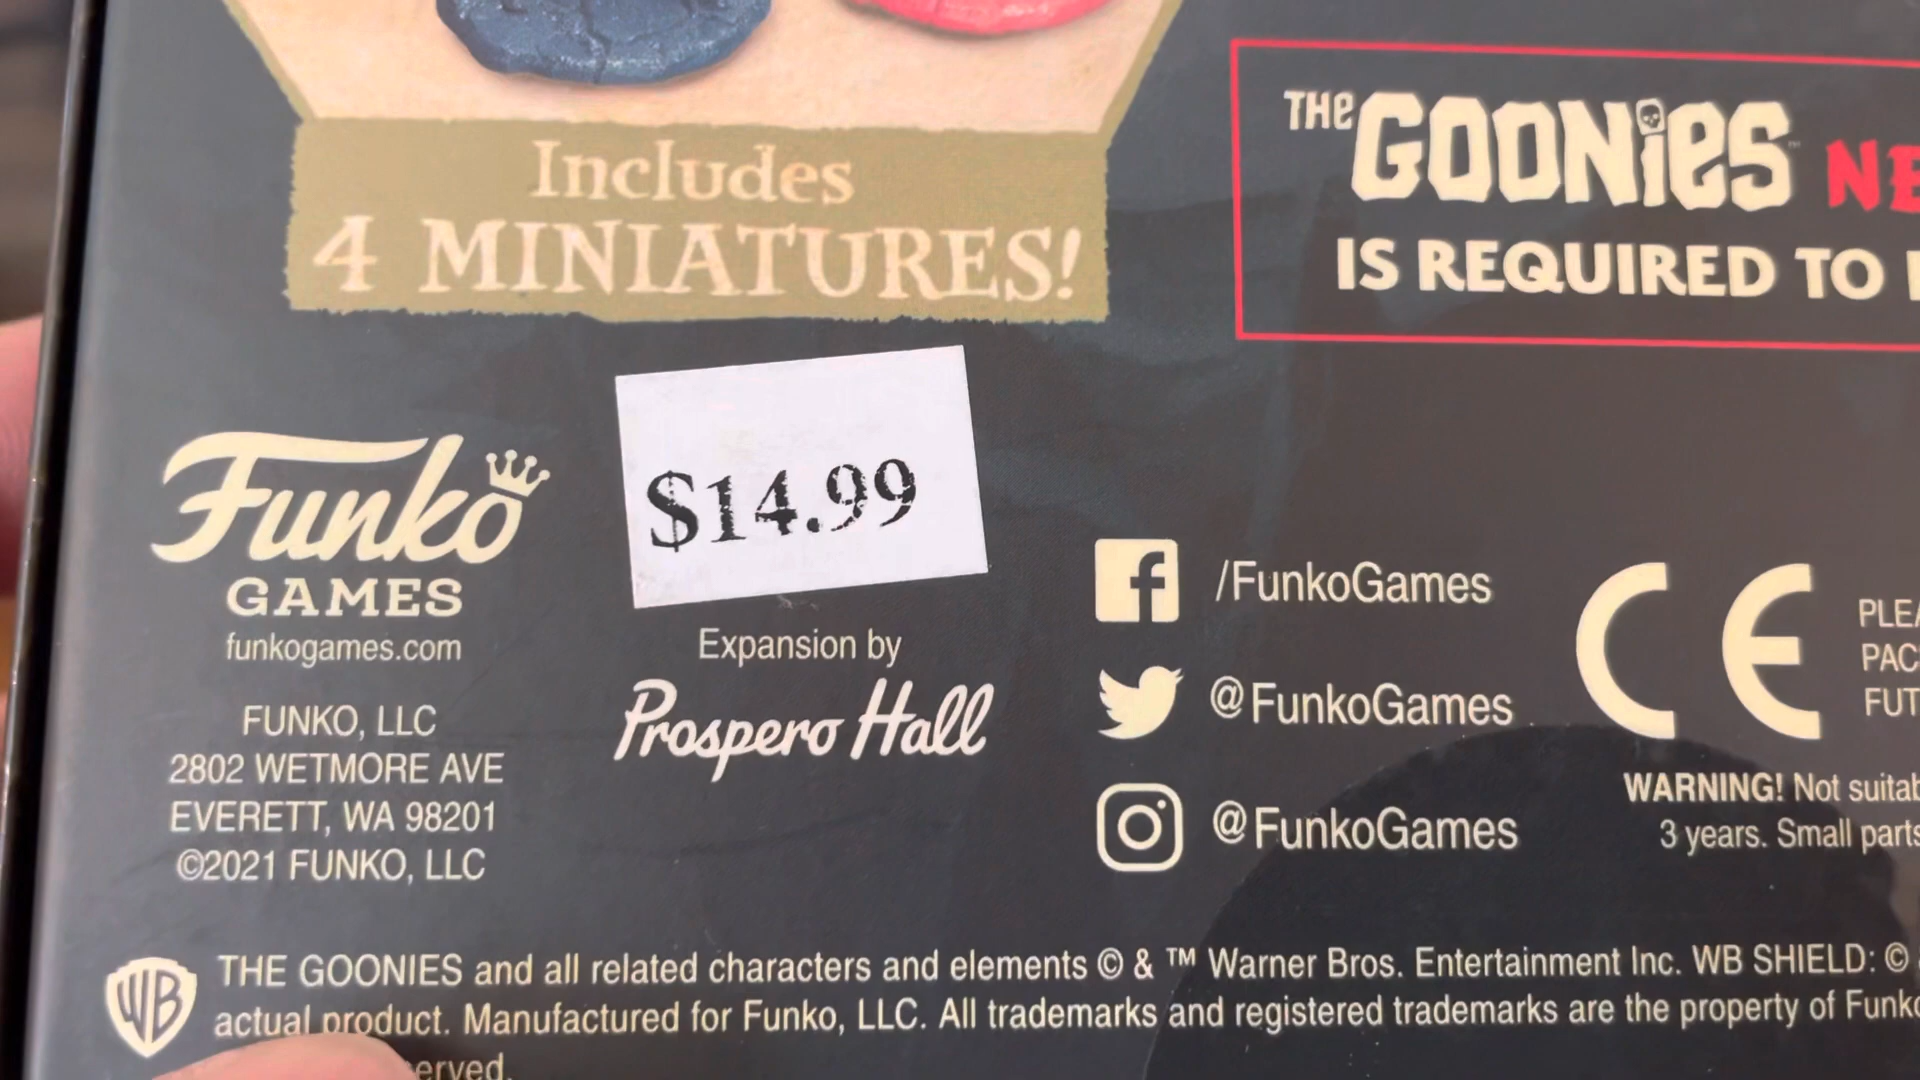 Includes
4 MINIATURES!
THE GOONIES
IS REQUIRED TO
$14.99
Funko
GAMES
funkogames.com
FUNKO, LLC
2802 WETMORE AVE
EVERETT, WA 98201
©2021 FUNKO, LLC
Expansion by
Prospero Hall
/FunkoGames
@FunkoGames
@FunkoGames
CE
WARNING! Not
3 years. Small parts
WB
THE GOONIES and all related characters and elements © & ™ Warner Bros. Entertainment Inc. WB SHIELD: ©
actual product. Manufactured for Funko, LLC. All trademarks and registered trademarks are the property of